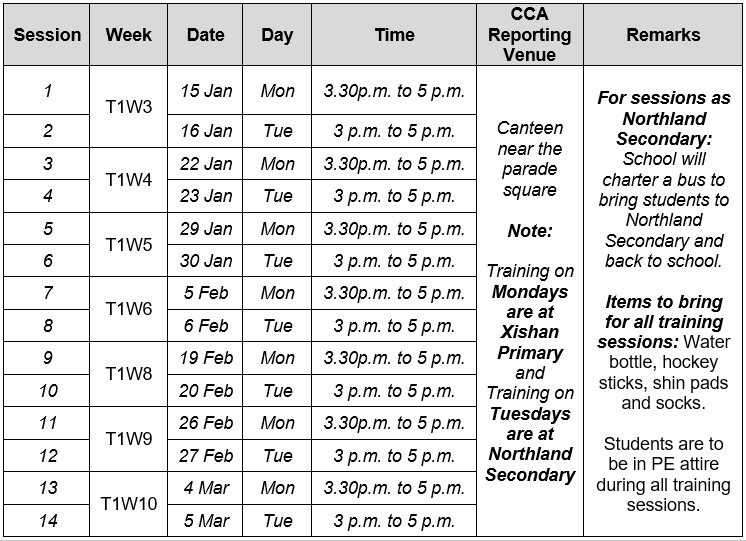 Session Week Date Day Time CCA Reporting Venue Remarks
1 T1W3 15 Jan Mon 3.30p.m. to 5 p.m.
2 16 Jan Tue 3 p.m. to 5 p.m.
3 T1W4 22 Jan Mon 3.30p.m. to 5 p.m.
4 23 Jan Tue 3 p.m. to 5 p.m.
5 T1W5 29 Jan Mon 3.30p.m. to 5 p.m.
6 30 Jan Tue 3 p.m. to 5 p.m.
7 T1W6 5 Feb Mon 3.30p.m. to 5 p.m.
8 6 Feb Tue 3 p.m. to 5 p.m.
9 T1W8 19 Feb Mon 3.30p.m. to 5 p.m.
10 20 Feb Tue 3 p.m. to 5 p.m.
11 T1W9 26 Feb Mon 3.30p.m. to 5 p.m.
12 27 Feb Tue 3 p.m. to 5 p.m.
13 T1W10 4 Mar Mon 3.30p.m. to 5 p.m.
14 5 Mar Tue 3 p.m. to 5 p.m.
Canteen
near the
parade
square
Note:
Training on
Mondays
are at
Xishan
Primary
and
Training on
Tuesdays
are at
Northland
Secondary
For sessions as
Northland
Secondary:
School will
charter a bus to
bring students to
Northland
Secondary and
back to school.
Items to bring
for all training
sessions: Water
bottle, hockey
sticks, shin pads
and socks.
Students are to
be in PE attire
during all training
sessions.